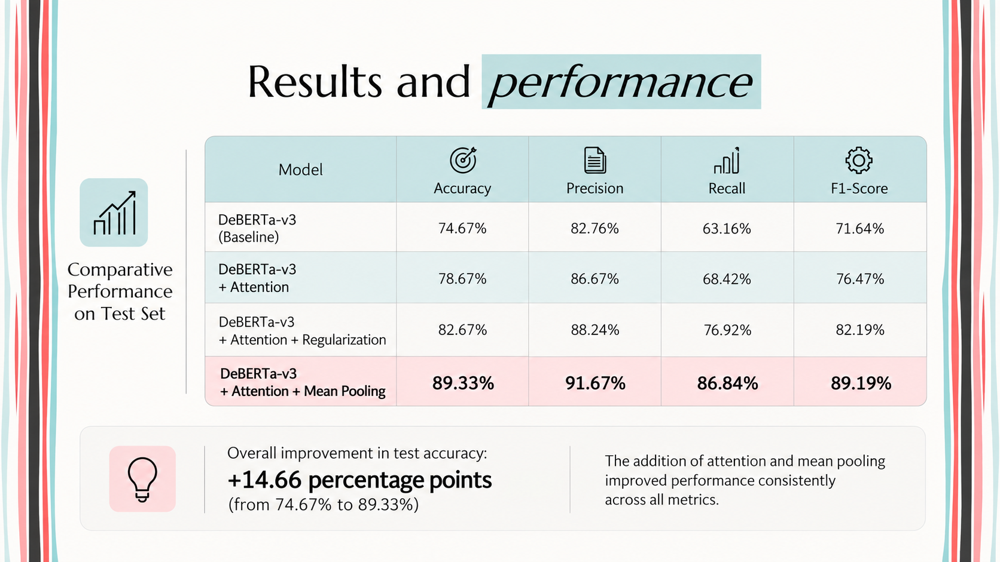 Results and performance
Comparative
Performance
on Test Set
Model
Accuracy
Precision
Recall
F1-Score
DeBERTa-v3
(Baseline)
74.67%
82.76%
63.16%
71.64%
DeBERTa-v3
+ Attention
78.67%
86.67%
68.42%
76.47%
DeBERTa-v3
+ Attention + Regularization
82.67%
88.24%
76.92%
82.19%
DeBERTa-v3
+ Attention + Mean Pooling
89.33%
91.67%
86.84%
89.19%
Overall improvement in test accuracy:
+14.66 percentage points
(from 74.67% to 89.33%)
The addition of attention and mean pooling
improved performance consistently
across all metrics.